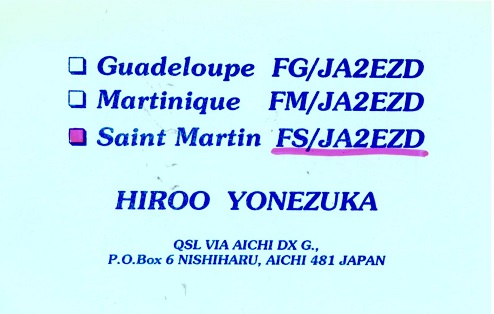 Guadeloupe FG/JA2EZD
Martinique FM/JA2EZD
Saint Martin FS/JA2EZD
HIROO YONEZUKA
QSL VIA AICHI DX G.,
P.O.Box 6 NISHIHARU, AICHI 481 JAPAN